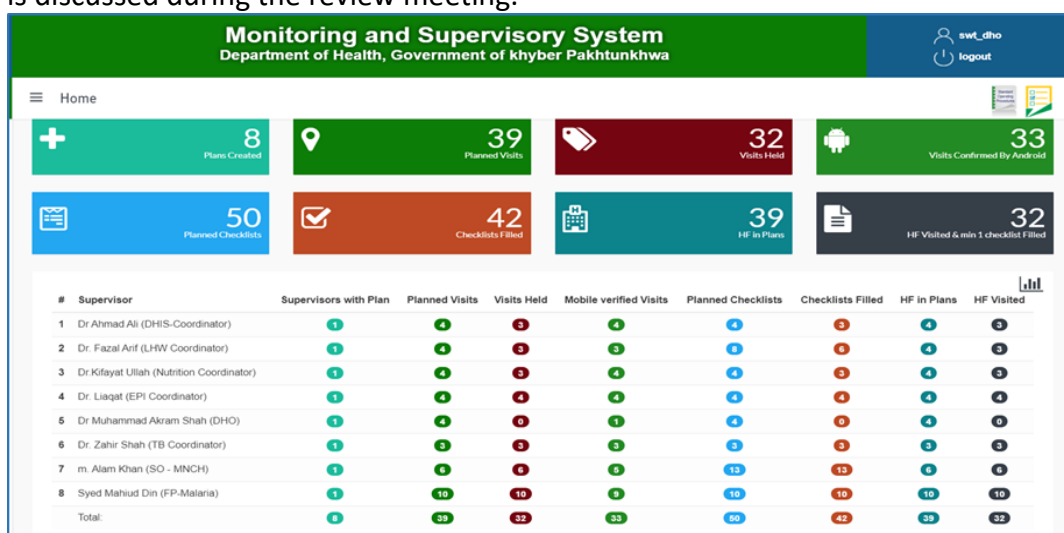 is discussed during the review meeting.
Monitoring and Supervisory System
Department of Health, Government of khyber Pakhtunkhwa
swt_dho
logout
Home
8
Plans Created
39
Planned Visits
32
Visits Held
33
Visits Confirmed By Android
50
Planned Checklists
42
Checklists Filled
39
HF in Plans
32
HF Visited & min 1 checklist Filled
# Supervisor Supervisors with Plan Planned Visits Visits Held Mobile verified Visits Planned Checklists Checklists Filled HF in Plans HF Visited
1 Dr Ahmad Ali (DHIS-Coordinator) 1 4 3 4 4 3 4 3
2 Dr. Fazal Arif (LHW Coordinator) 1 4 3 3 8 6 4 3
3 Dr.Kifayat Ullah (Nutrition Coordinator) 1 4 3 4 4 3 4 3
4 Dr. Liaqat (EPI Coordinator) 1 4 4 4 4 4 4 4
5 Dr Muhammad Akram Shah (DHO) 1 4 0 1 4 0 4 0
6 Dr. Zahir Shah (TB Coordinator) 1 3 3 3 3 3 3 3
7 m. Alam Khan (SO - MNCH) 1 6 6 5 13 13 6 6
8 Syed Mahiud Din (FP-Malaria) 1 10 10 9 10 10 10 10
Total: 8 39 32 33 50 42 39 32